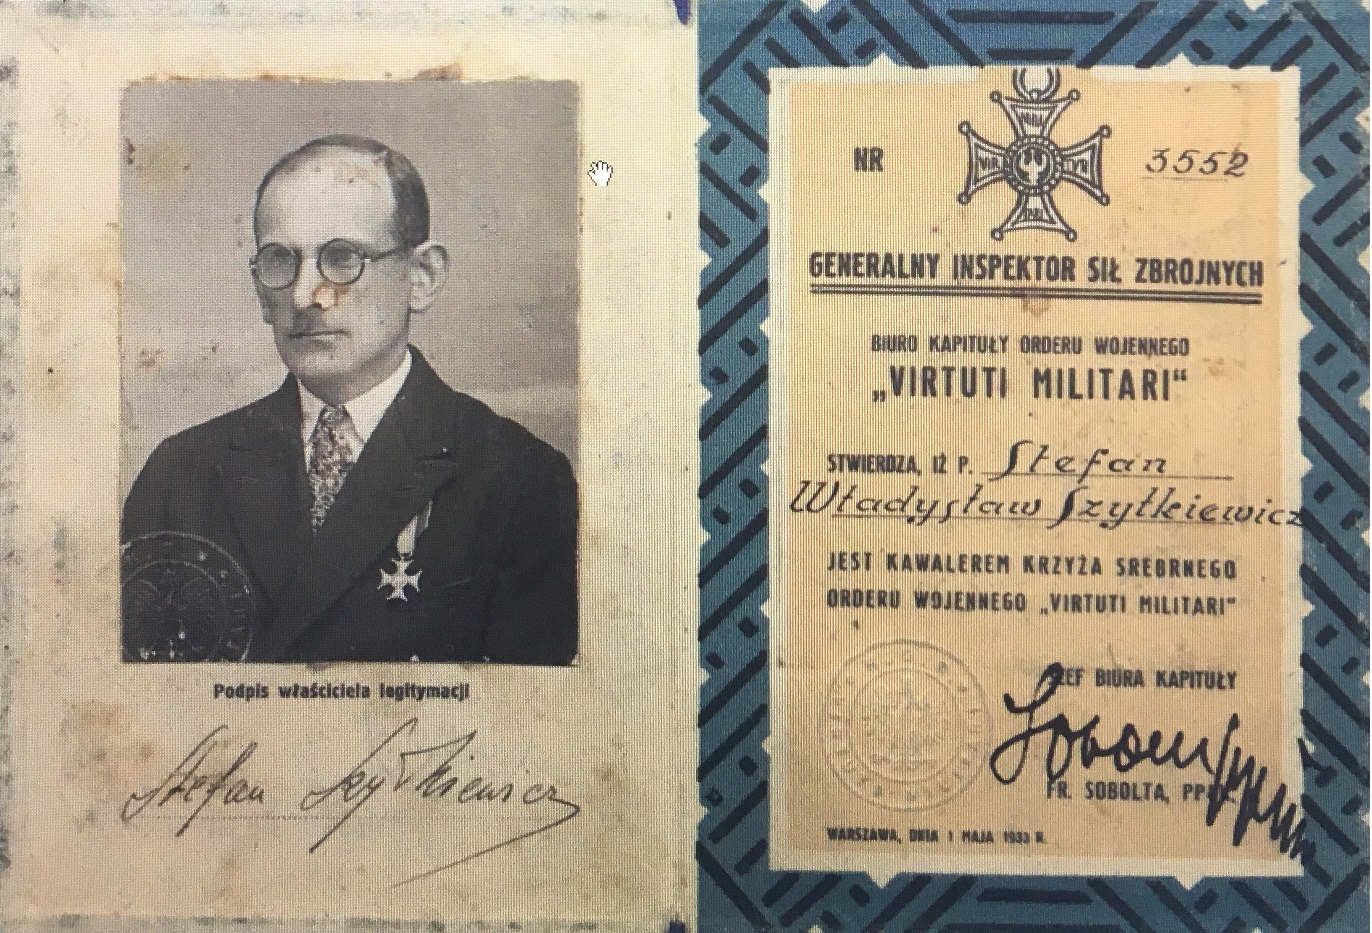 Podpis właściciela legitymacji
Stefan Szyłkiewicz
NR 3552
GENERALNY INSPEKTOR SIŁ ZBROJNYCH
BIURO KAPITUŁY ORDERU WOJENNEGO
„VIRTUTI MILITARI“
STWIERDZA, IŻ P. Stefan
Władysław Szyłkiewicz
JEST KAWALEREM KRZYŻA SREBRNEGO
ORDERU WOJENNEGO „VIRTUTI MILITARI“
SZEF BIURA KAPITUŁY
FR. SOBOLTA, PPŁK.
WARSZAWA, DNIA 1 MAJA 1933 R.